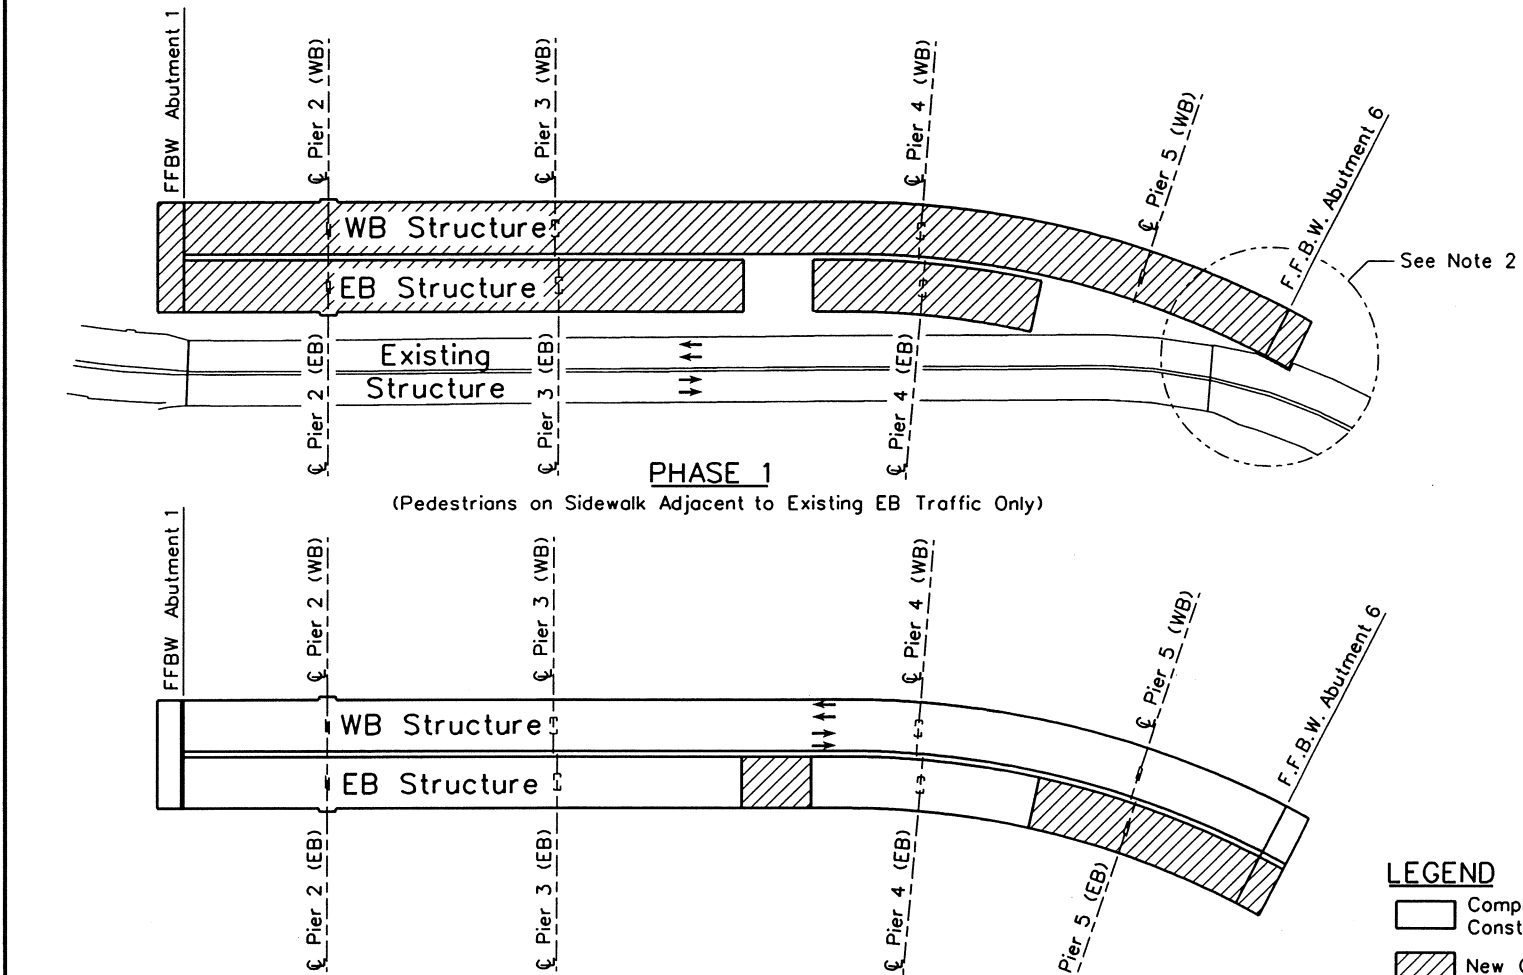 FFBW Abutment 1
℄ Pier 2 (WB)
℄ Pier 3 (WB)
℄ Pier 4 (WB)
℄ Pier 5 (WB)
F.F.B.W. Abutment 6
WB Structure
EB Structure
See Note 2
Existing
Structure
℄ Pier 2 (EB)
℄ Pier 3 (EB)
℄ Pier 4 (EB)
PHASE 1
(Pedestrians on Sidewalk Adjacent to Existing EB Traffic Only)
FFBW Abutment 1
℄ Pier 2 (WB)
℄ Pier 3 (WB)
℄ Pier 4 (WB)
℄ Pier 5 (WB)
F.F.B.W. Abutment 6
WB Structure
EB Structure
℄ Pier 2 (EB)
℄ Pier 3 (EB)
℄ Pier 4 (EB)
Pier 5 (EB)
LEGEND
Comp
Const
New